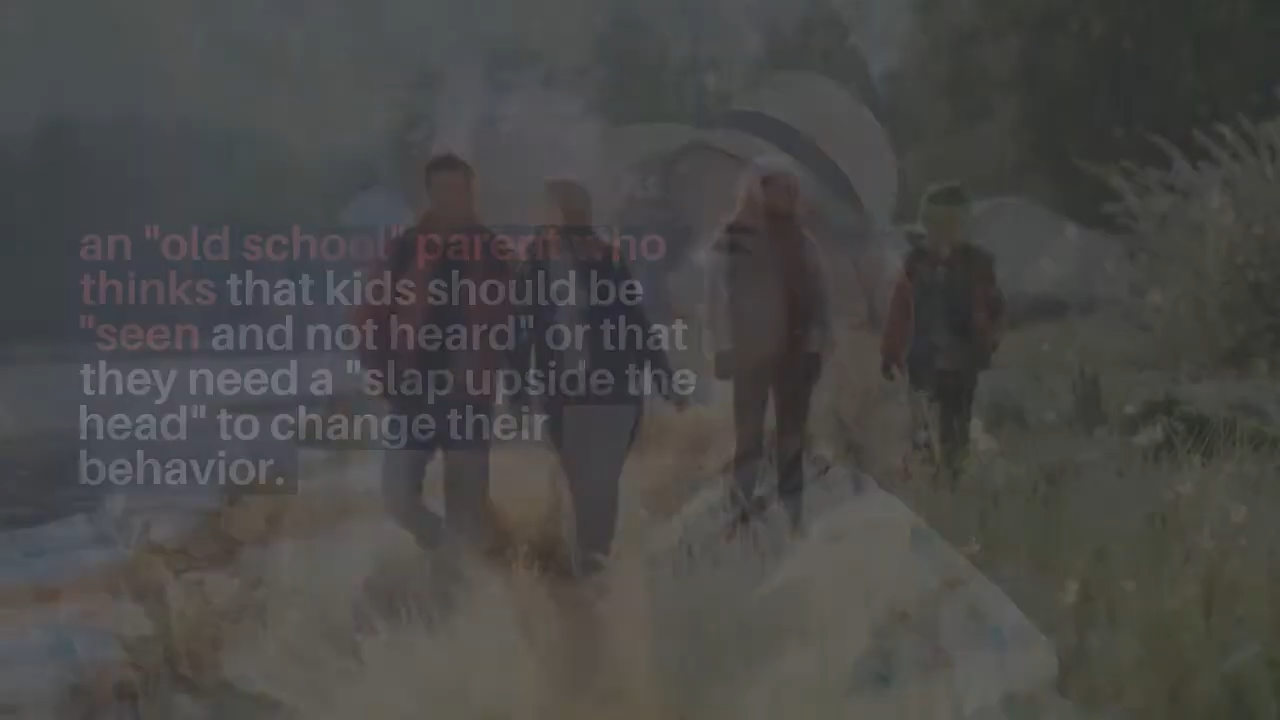 an "old school" parent who
thinks that kids should be
"seen and not heard" or that
they need a "slap upside the
head" to change their
behavior.